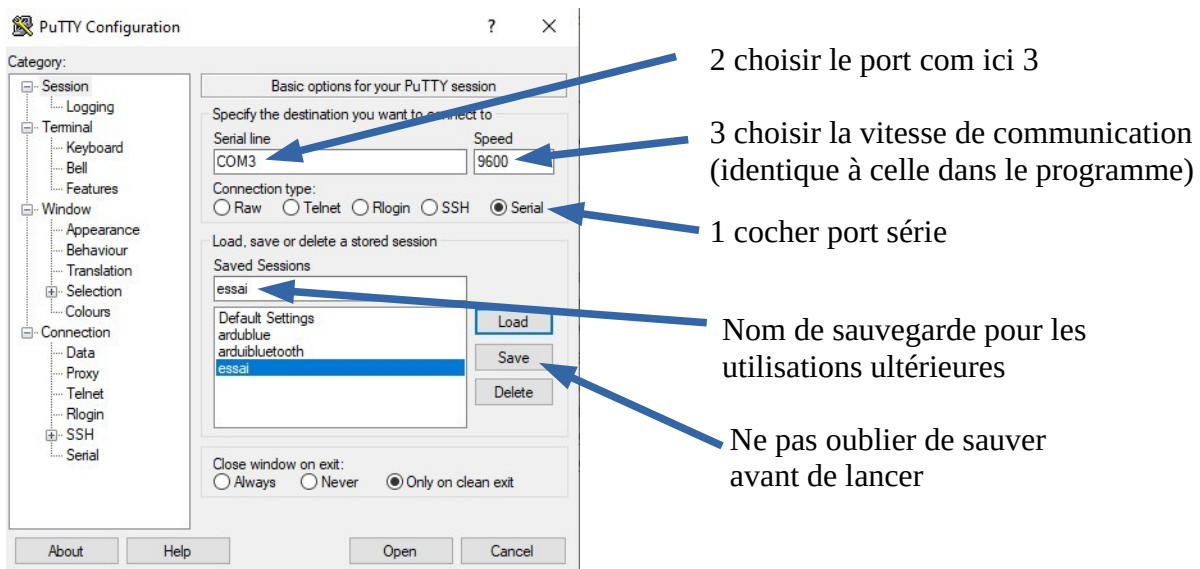 PuTTY Configuration
?
Category:
Session
Logging
Terminal
Keyboard
Bell
Features
Window
Appearance
Behaviour
Translation
Selection
Colours
Connection
Data
Proxy
Telnet
Rlogin
SSH
Serial
Basic options for your PuTTY session
Specify the destination you want to connect to
Serial line Speed
COM3 9600
Connection type:
Raw Telnet Rlogin SSH Serial
Load, save or delete a stored session
Saved Sessions
essai
Default Settings
ardublue
arduibluetooth
essai
Load
Save
Delete
Close window on exit:
Always Never Only on clean exit
About Help Open Cancel
2 choisir le port com ici 3
3 choisir la vitesse de communication
(identique à celle dans le programme)
1 cocher port série
Nom de sauvegarde pour les
utilisations ultérieures
Ne pas oublier de sauver
avant de lancer